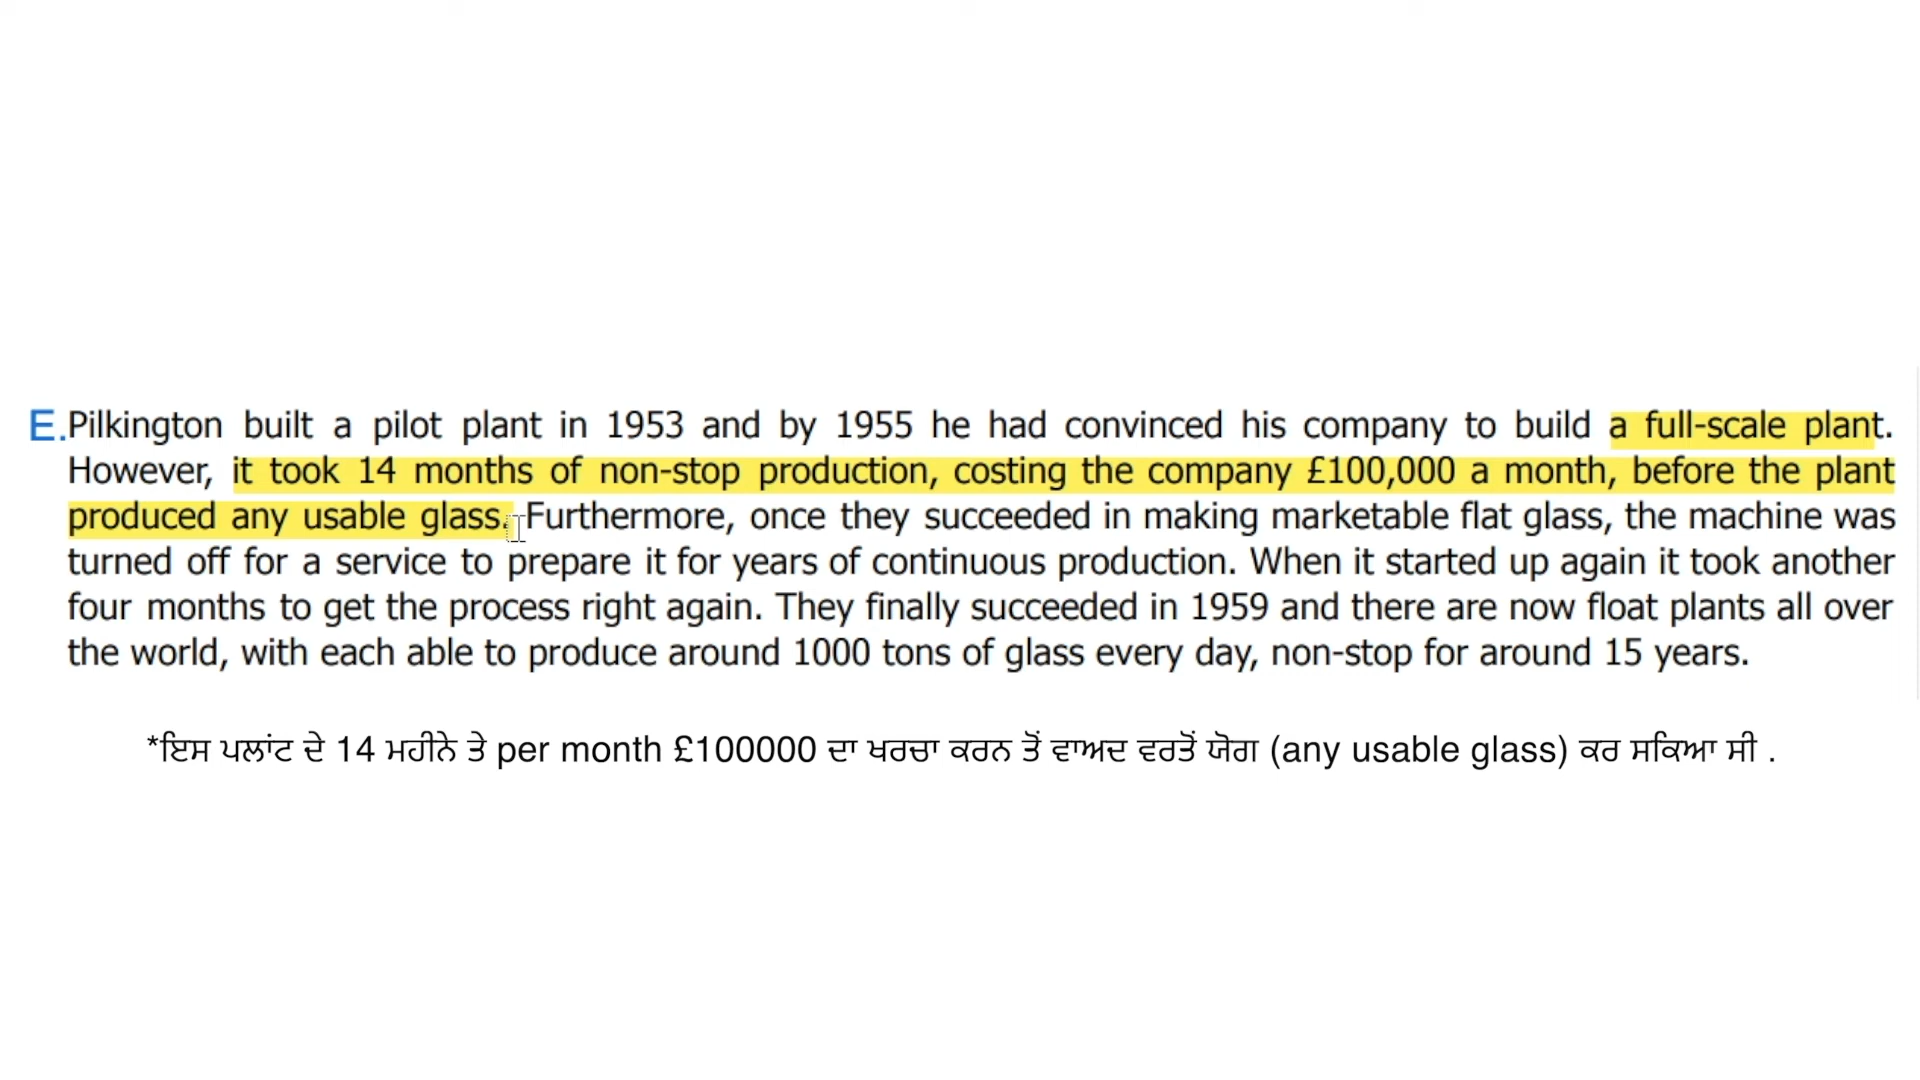 E. Pilkington built a pilot plant in 1953 and by 1955 he had convinced his company to build a full-scale plant.
However, it took 14 months of non-stop production, costing the company £100,000 a month, before the plant
produced any usable glass. Furthermore, once they succeeded in making marketable flat glass, the machine was
turned off for a service to prepare it for years of continuous production. When it started up again it took another
four months to get the process right again. They finally succeeded in 1959 and there are now float plants all over
the world, with each able to produce around 1000 tons of glass every day, non-stop for around 15 years.
*ਇਸ ਪਲਾਂਟ ਦੇ 14 ਮਹੀਨੇ ਤੇ per month £100000 ਦਾ ਖਰਚਾ ਕਰਨ ਤੋਂ ਵਾਅਦ ਵਰਤੋਂ ਯੋਗ (any usable glass) ਕਰ ਸਕਿਆ ਸੀ .